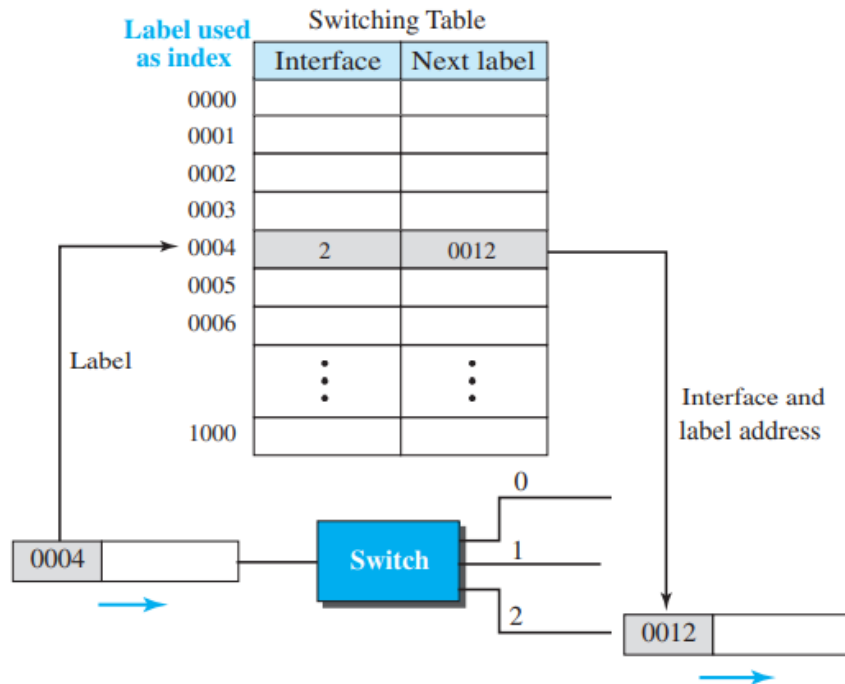 Switching Table
Label used
as index
Interface Next label
0000
0001
0002
0003
0004 2 0012
0005
0006
Label
Interface and
label address
1000
0
0004
Switch
1
2
0012